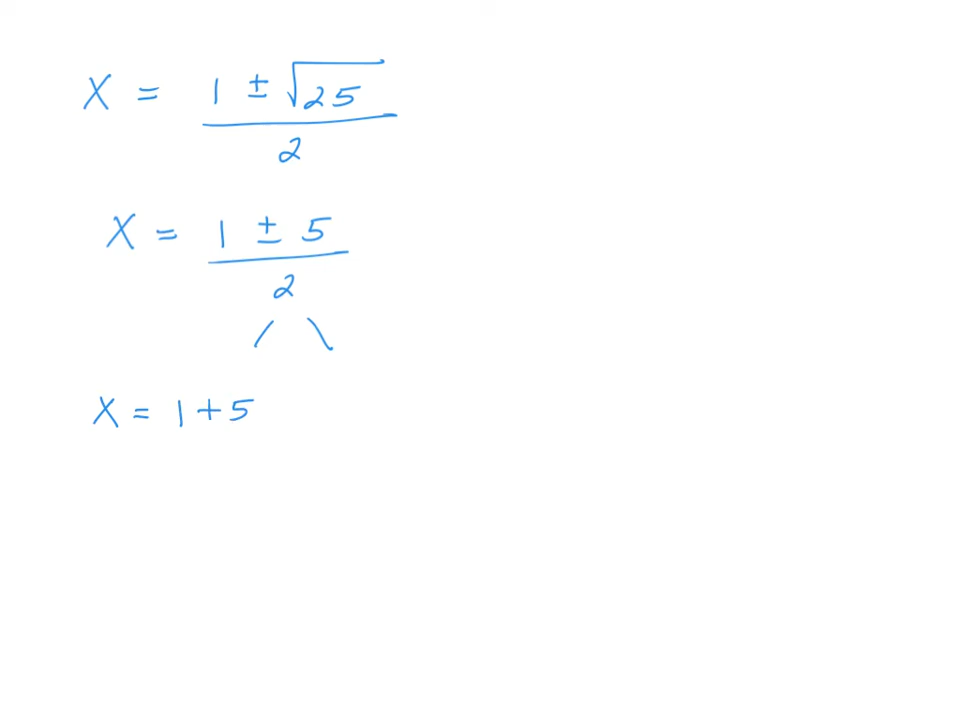 X = (1 ± √25) / 2
X = (1 ± 5) / 2
X = 1 + 5